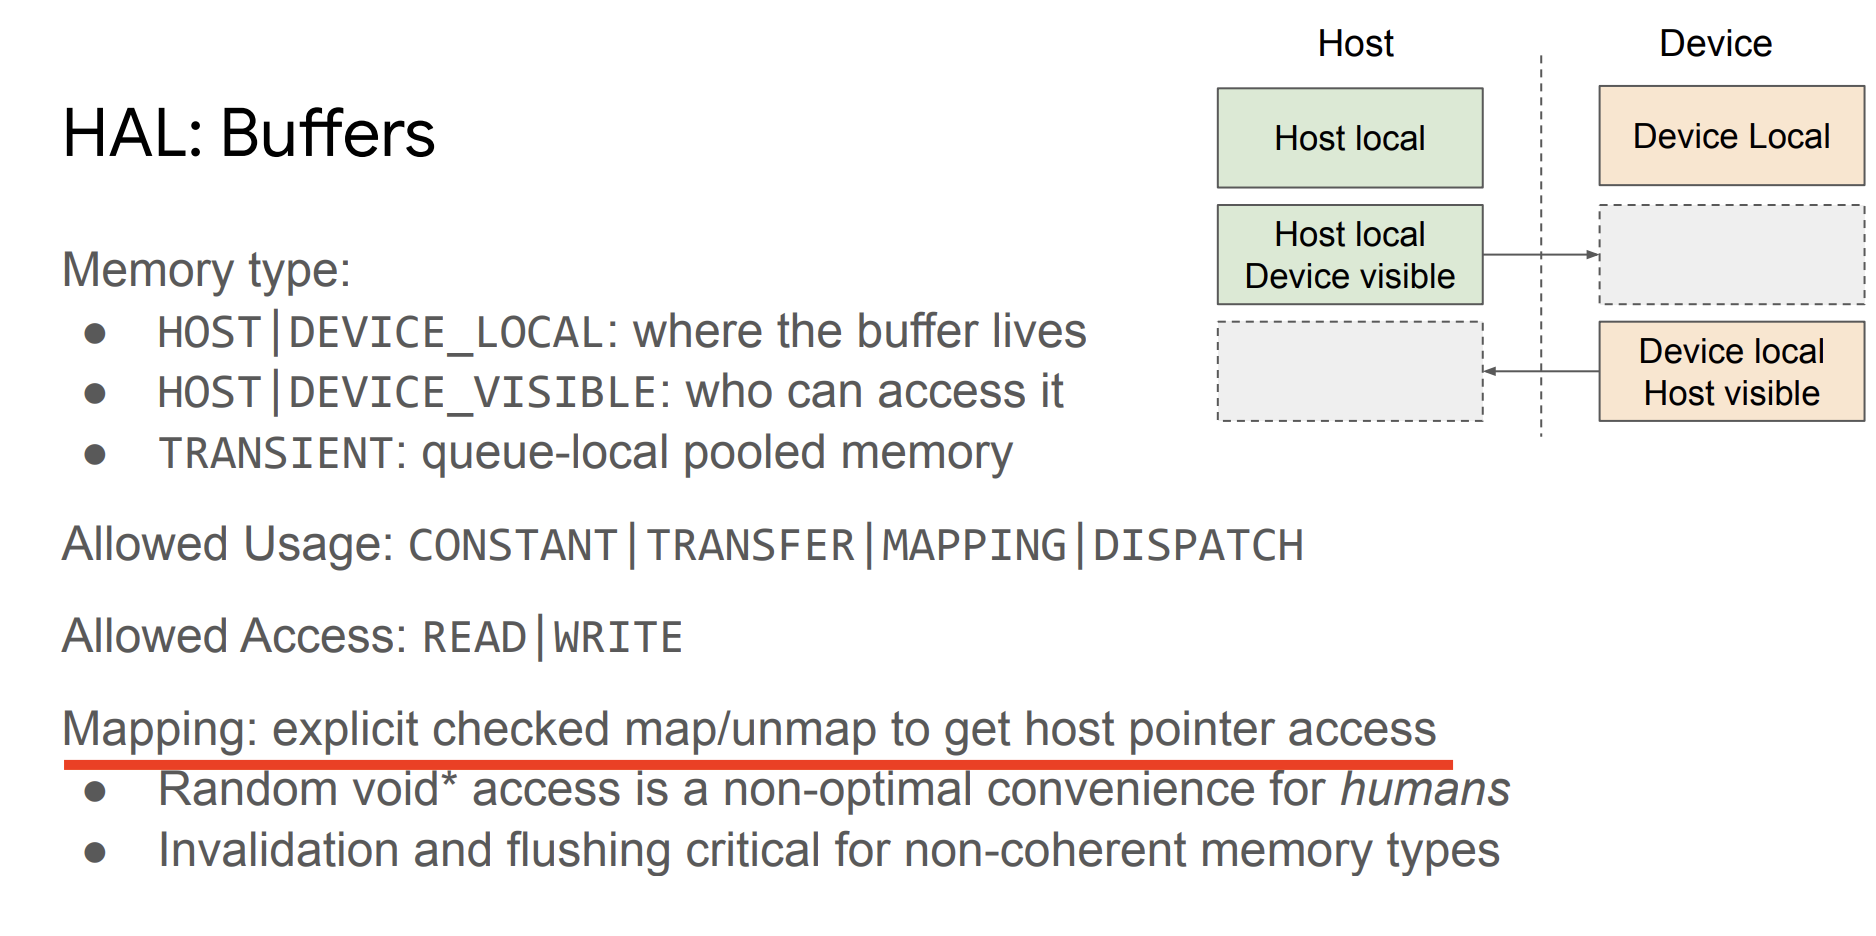 HAL: Buffers
Memory type:
● HOST|DEVICE_LOCAL: where the buffer lives
● HOST|DEVICE_VISIBLE: who can access it
● TRANSIENT: queue-local pooled memory
Allowed Usage: CONSTANT|TRANSFER|MAPPING|DISPATCH
Allowed Access: READ|WRITE
Mapping: explicit checked map/unmap to get host pointer access
● Random void* access is a non-optimal convenience for humans
● Invalidation and flushing critical for non-coherent memory types
Host
Device
Host local
Device Local
Host local
Device visible
Device local
Host visible